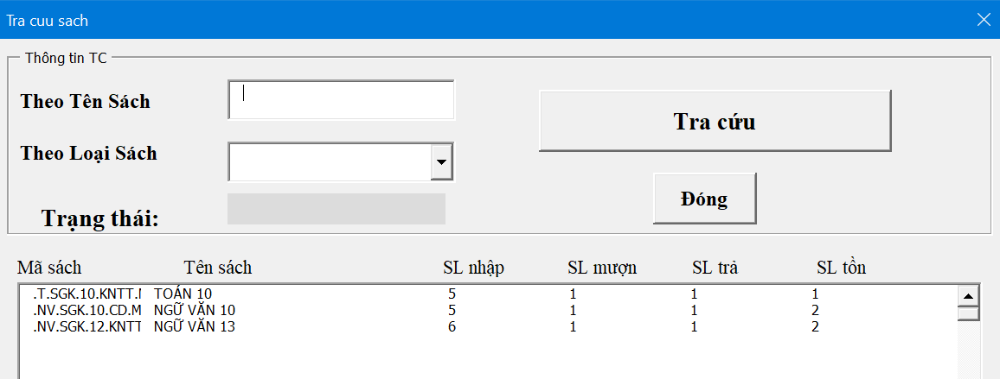 Tra cuu sach
Thông tin TC
Theo Tên Sách
Tra cứu
Theo Loại Sách
Đóng
Trạng thái:
Mã sách Tên sách SL nhập SL mượn SL trả SL tồn
.T.SGK.10.KNTT.M TOÁN 10 5 1 1 1
.NV.SGK.10.CD.M NGỮ VĂN 10 5 1 1 2
.NV.SGK.12.KNTT NGỮ VĂN 13 6 1 1 2